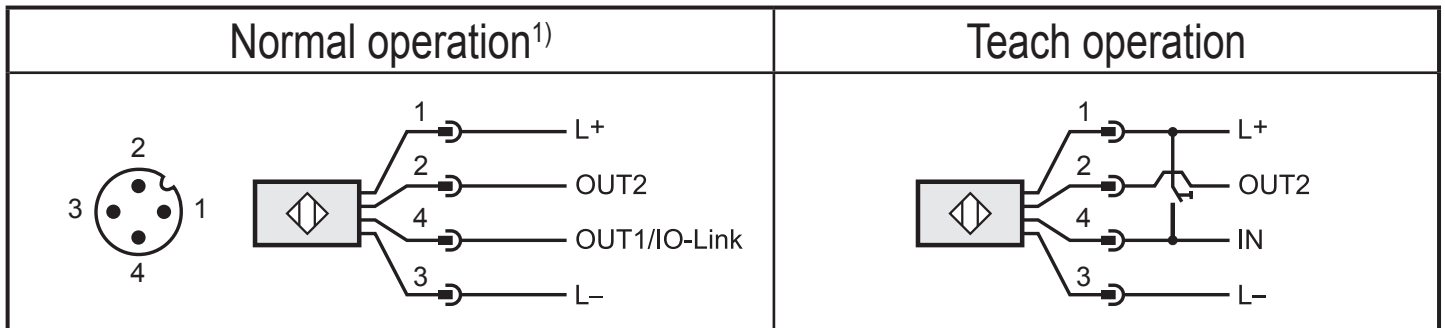 Normal operation1)
Teach operation
2
3
1
4
1
L+
2
OUT2
4
OUT1/IO-Link
3
L–
1
L+
2
OUT2
4
IN
3
L–